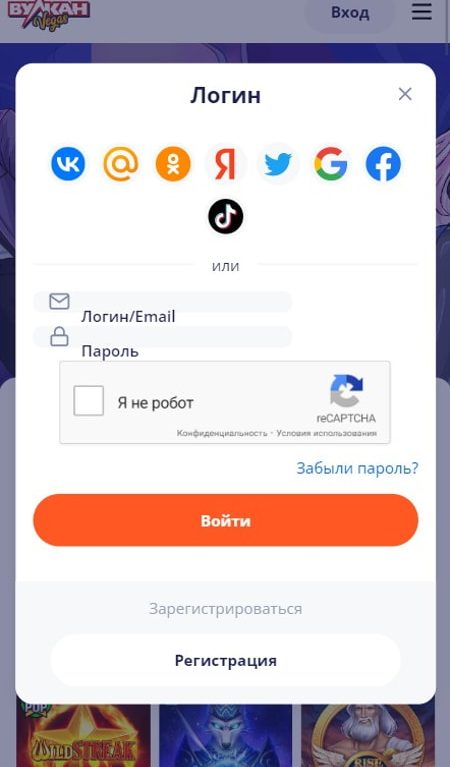 ВУЛКАН
Vegas
Вход
Логин
или
Логин/Email
Пароль
Я не робот
reCAPTCHA
Конфиденциальность - Условия использования
Забыли пароль?
Войти
Зарегистрироваться
Регистрация
POP
WILD STREAK
RISE